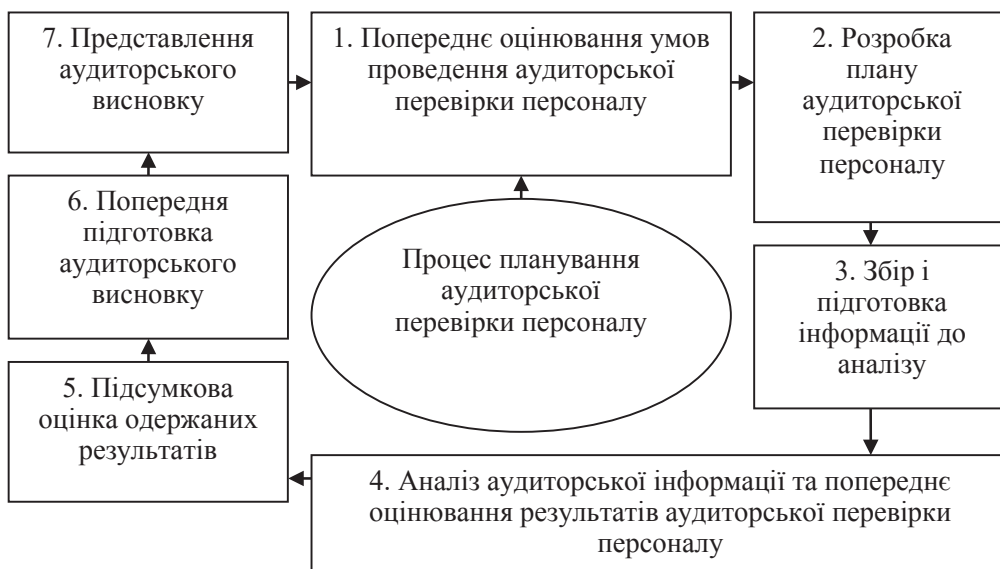 7. Представлення
аудиторського
висновку
1. Попереднє оцінювання умов
проведення аудиторської
перевірки персоналу
2. Розробка
плану
аудиторської
перевірки
персоналу
6. Попередня
підготовка
аудиторського
висновку
Процес планування
аудиторської
перевірки персоналу
3. Збір і
підготовка
інформації до
аналізу
5. Підсумкова
оцінка одержаних
результатів
4. Аналіз аудиторської інформації та попереднє
оцінювання результатів аудиторської перевірки
персоналу